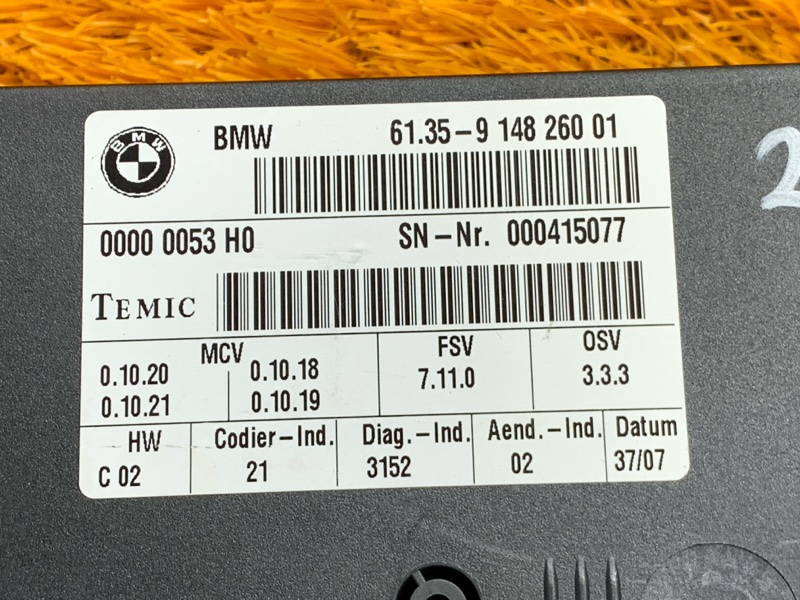 BMW
BMW 61.35-9 148 260 01
0000 0053 H0 SN-Nr. 000415077
TEMIC
MCV FSV OSV
0.10.20 0.10.18 7.11.0 3.3.3
0.10.21 0.10.19
HW Codier-Ind. Diag.-Ind. Aend.-Ind. Datum
C 02 21 3152 02 37/07
2